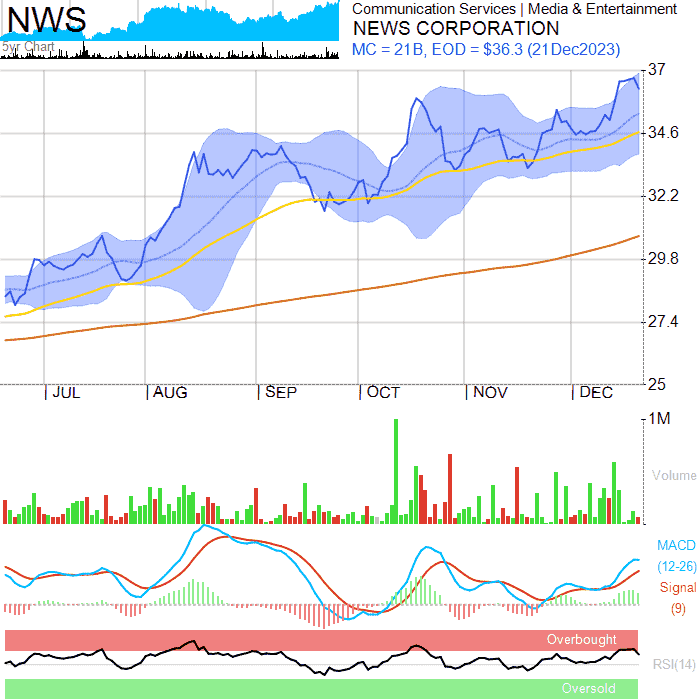 NWS
5yr Chart
Communication Services | Media & Entertainment
NEWS CORPORATION
MC = 21B, EOD = $36.3 (21Dec2023)
37
34.6
32.2
29.8
27.4
25
JUL AUG SEP OCT NOV DEC
1M
Volume
MACD
(12-26)
Signal
(9)
Overbought
RSI(14)
Oversold